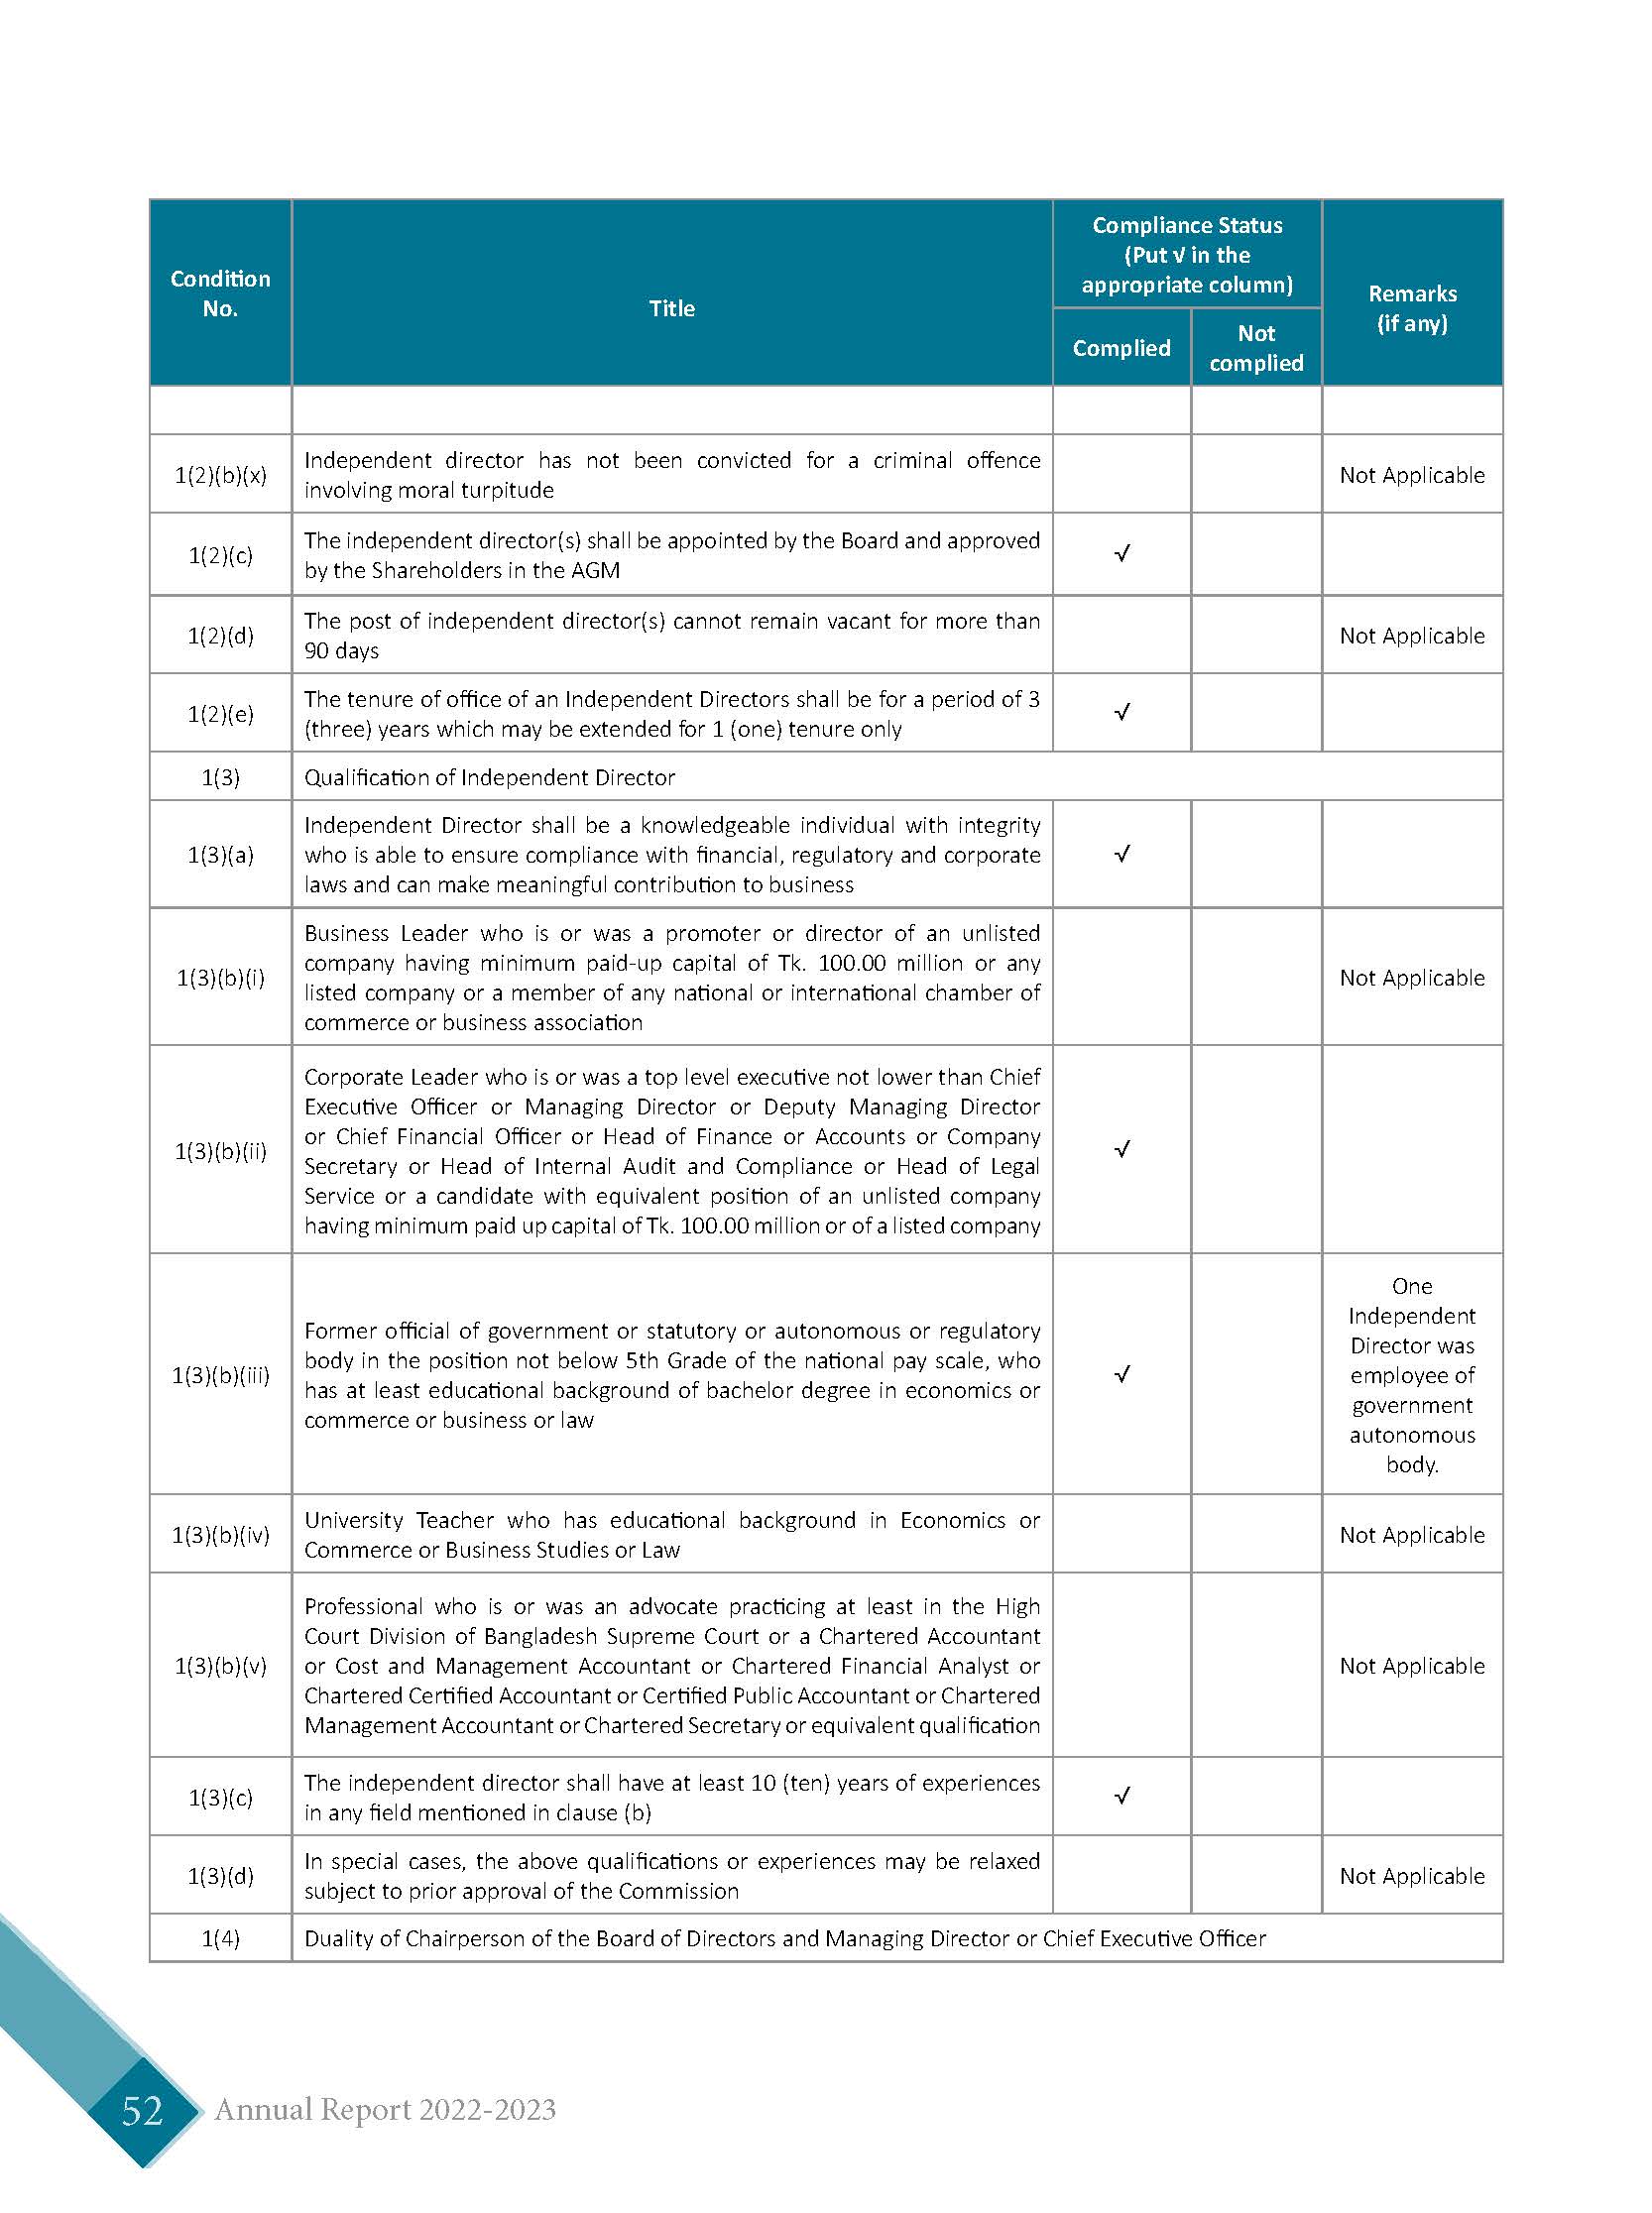 Condition
No.
Title
Compliance Status
(Put √ in the
appropriate column)
Remarks
(if any)
Complied
Not
complied
1(2)(b)(x)
Independent director has not been convicted for a criminal offence
involving moral turpitude
Not Applicable
1(2)(c)
The independent director(s) shall be appointed by the Board and approved
by the Shareholders in the AGM
√
1(2)(d)
The post of independent director(s) cannot remain vacant for more than
90 days
Not Applicable
1(2)(e)
The tenure of office of an Independent Directors shall be for a period of 3
(three) years which may be extended for 1 (one) tenure only
√
1(3)
Qualification of Independent Director
1(3)(a)
Independent Director shall be a knowledgeable individual with integrity
who is able to ensure compliance with financial, regulatory and corporate
laws and can make meaningful contribution to business
√
1(3)(b)(i)
Business Leader who is or was a promoter or director of an unlisted
company having minimum paid-up capital of Tk. 100.00 million or any
listed company or a member of any national or international chamber of
commerce or business association
Not Applicable
1(3)(b)(ii)
Corporate Leader who is or was a top level executive not lower than Chief
Executive Officer or Managing Director or Deputy Managing Director
or Chief Financial Officer or Head of Finance or Accounts or Company
Secretary or Head of Internal Audit and Compliance or Head of Legal
Service or a candidate with equivalent position of an unlisted company
having minimum paid up capital of Tk. 100.00 million or of a listed company
√
1(3)(b)(iii)
Former official of government or statutory or autonomous or regulatory
body in the position not below 5th Grade of the national pay scale, who
has at least educational background of bachelor degree in economics or
commerce or business or law
√
One
Independent
Director was
employee of
government
autonomous
body.
1(3)(b)(iv)
University Teacher who has educational background in Economics or
Commerce or Business Studies or Law
Not Applicable
1(3)(b)(v)
Professional who is or was an advocate practicing at least in the High
Court Division of Bangladesh Supreme Court or a Chartered Accountant
or Cost and Management Accountant or Chartered Financial Analyst or
Chartered Certified Accountant or Certified Public Accountant or Chartered
Management Accountant or Chartered Secretary or equivalent qualification
Not Applicable
1(3)(c)
The independent director shall have at least 10 (ten) years of experiences
in any field mentioned in clause (b)
√
1(3)(d)
In special cases, the above qualifications or experiences may be relaxed
subject to prior approval of the Commission
Not Applicable
1(4)
Duality of Chairperson of the Board of Directors and Managing Director or Chief Executive Officer
52
Annual Report 2022-2023